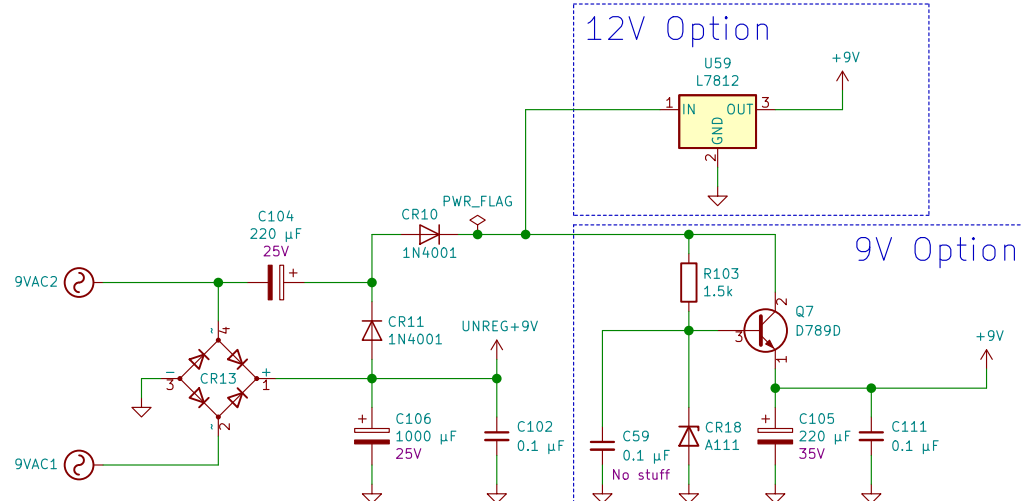 12V Option
U59
L7812
+9V
1
IN
OUT
3
GND
2
PWR_FLAG
CR10
1N4001
C104
220 µF
25V
+
9V Option
9VAC2
R103
1.5k
Q7
D789D
2
3
1
CR11
1N4001
UNREG+9V
+9V
~
4
−
3
CR13
+
1
~
2
9VAC1
+
C106
1000 µF
25V
C102
0.1 µF
C59
0.1 µF
No stuff
CR18
A111
+
C105
220 µF
35V
C111
0.1 µF